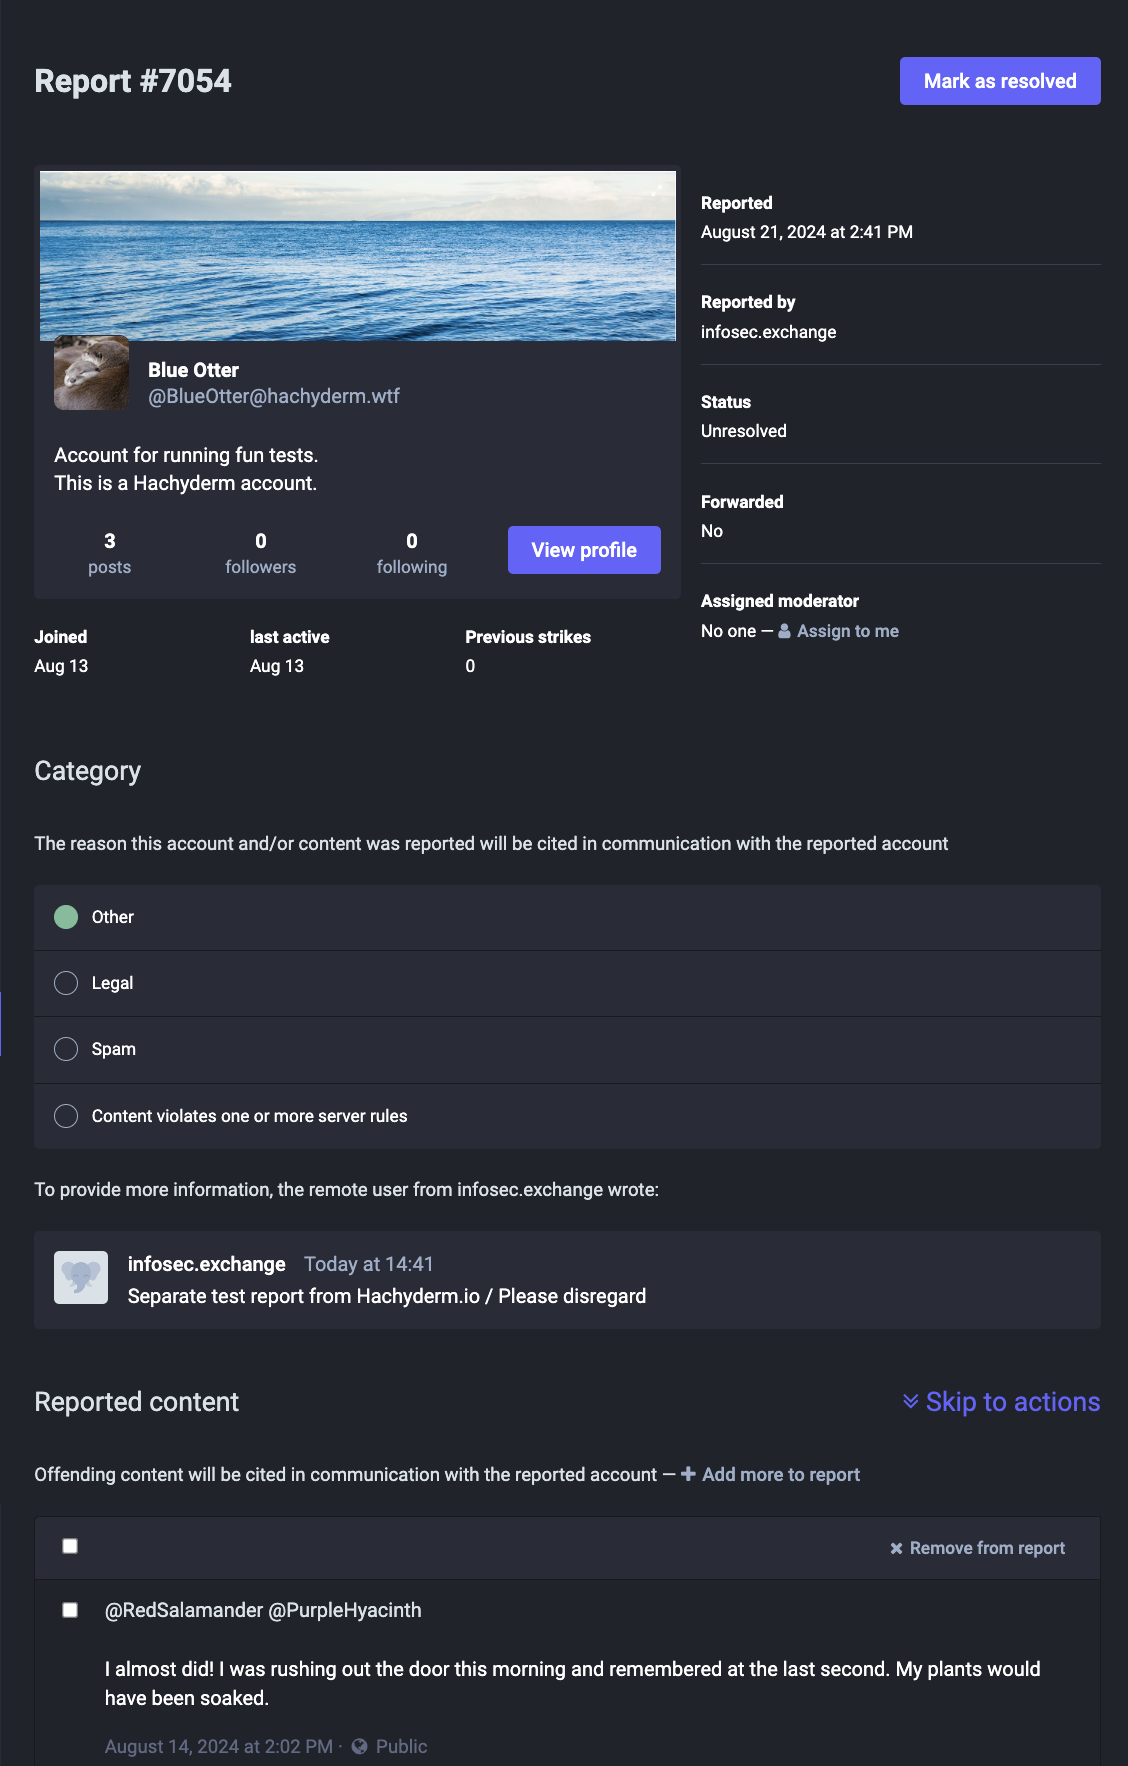 Report #7054
Mark as resolved
Blue Otter
@BlueOtter@hachyderm.wtf
Account for running fun tests.
This is a Hachyderm account.
3
posts
0
followers
0
following
View profile
Joined
Aug 13
last active
Aug 13
Previous strikes
0
Reported
August 21, 2024 at 2:41 PM
Reported by
infosec.exchange
Status
Unresolved
Forwarded
No
Assigned moderator
No one — Assign to me
Category
The reason this account and/or content was reported will be cited in communication with the reported account
Other
Legal
Spam
Content violates one or more server rules
To provide more information, the remote user from infosec.exchange wrote:
infosec.exchange Today at 14:41
Separate test report from Hachyderm.io / Please disregard
Reported content
Skip to actions
Offending content will be cited in communication with the reported account — + Add more to report
Remove from report
@RedSalamander @PurpleHyacinth
I almost did! I was rushing out the door this morning and remembered at the last second. My plants would
have been soaked.
August 14, 2024 at 2:02 PM · Public